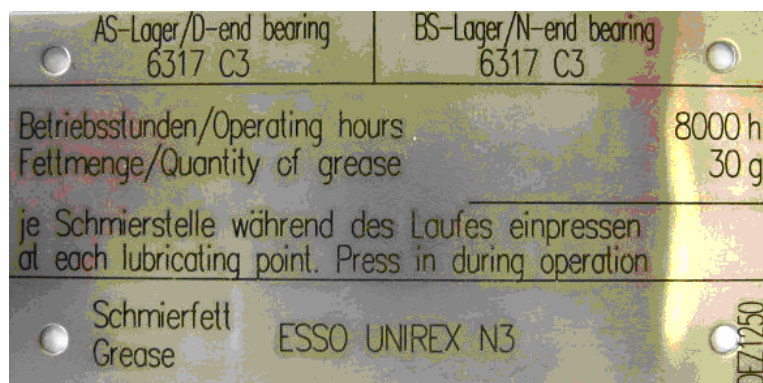 AS-Lager/D-end bearing
6317 C3
BS-Lager/N-end bearing
6317 C3
Betriebsstunden/Operating hours 8000 h
Fettmenge/Quantity of grease 30 g
je Schmierstelle während des Laufes einpressen
at each lubricating point. Press in during operation
Schmierfett
Grease
ESSO UNIREX N3